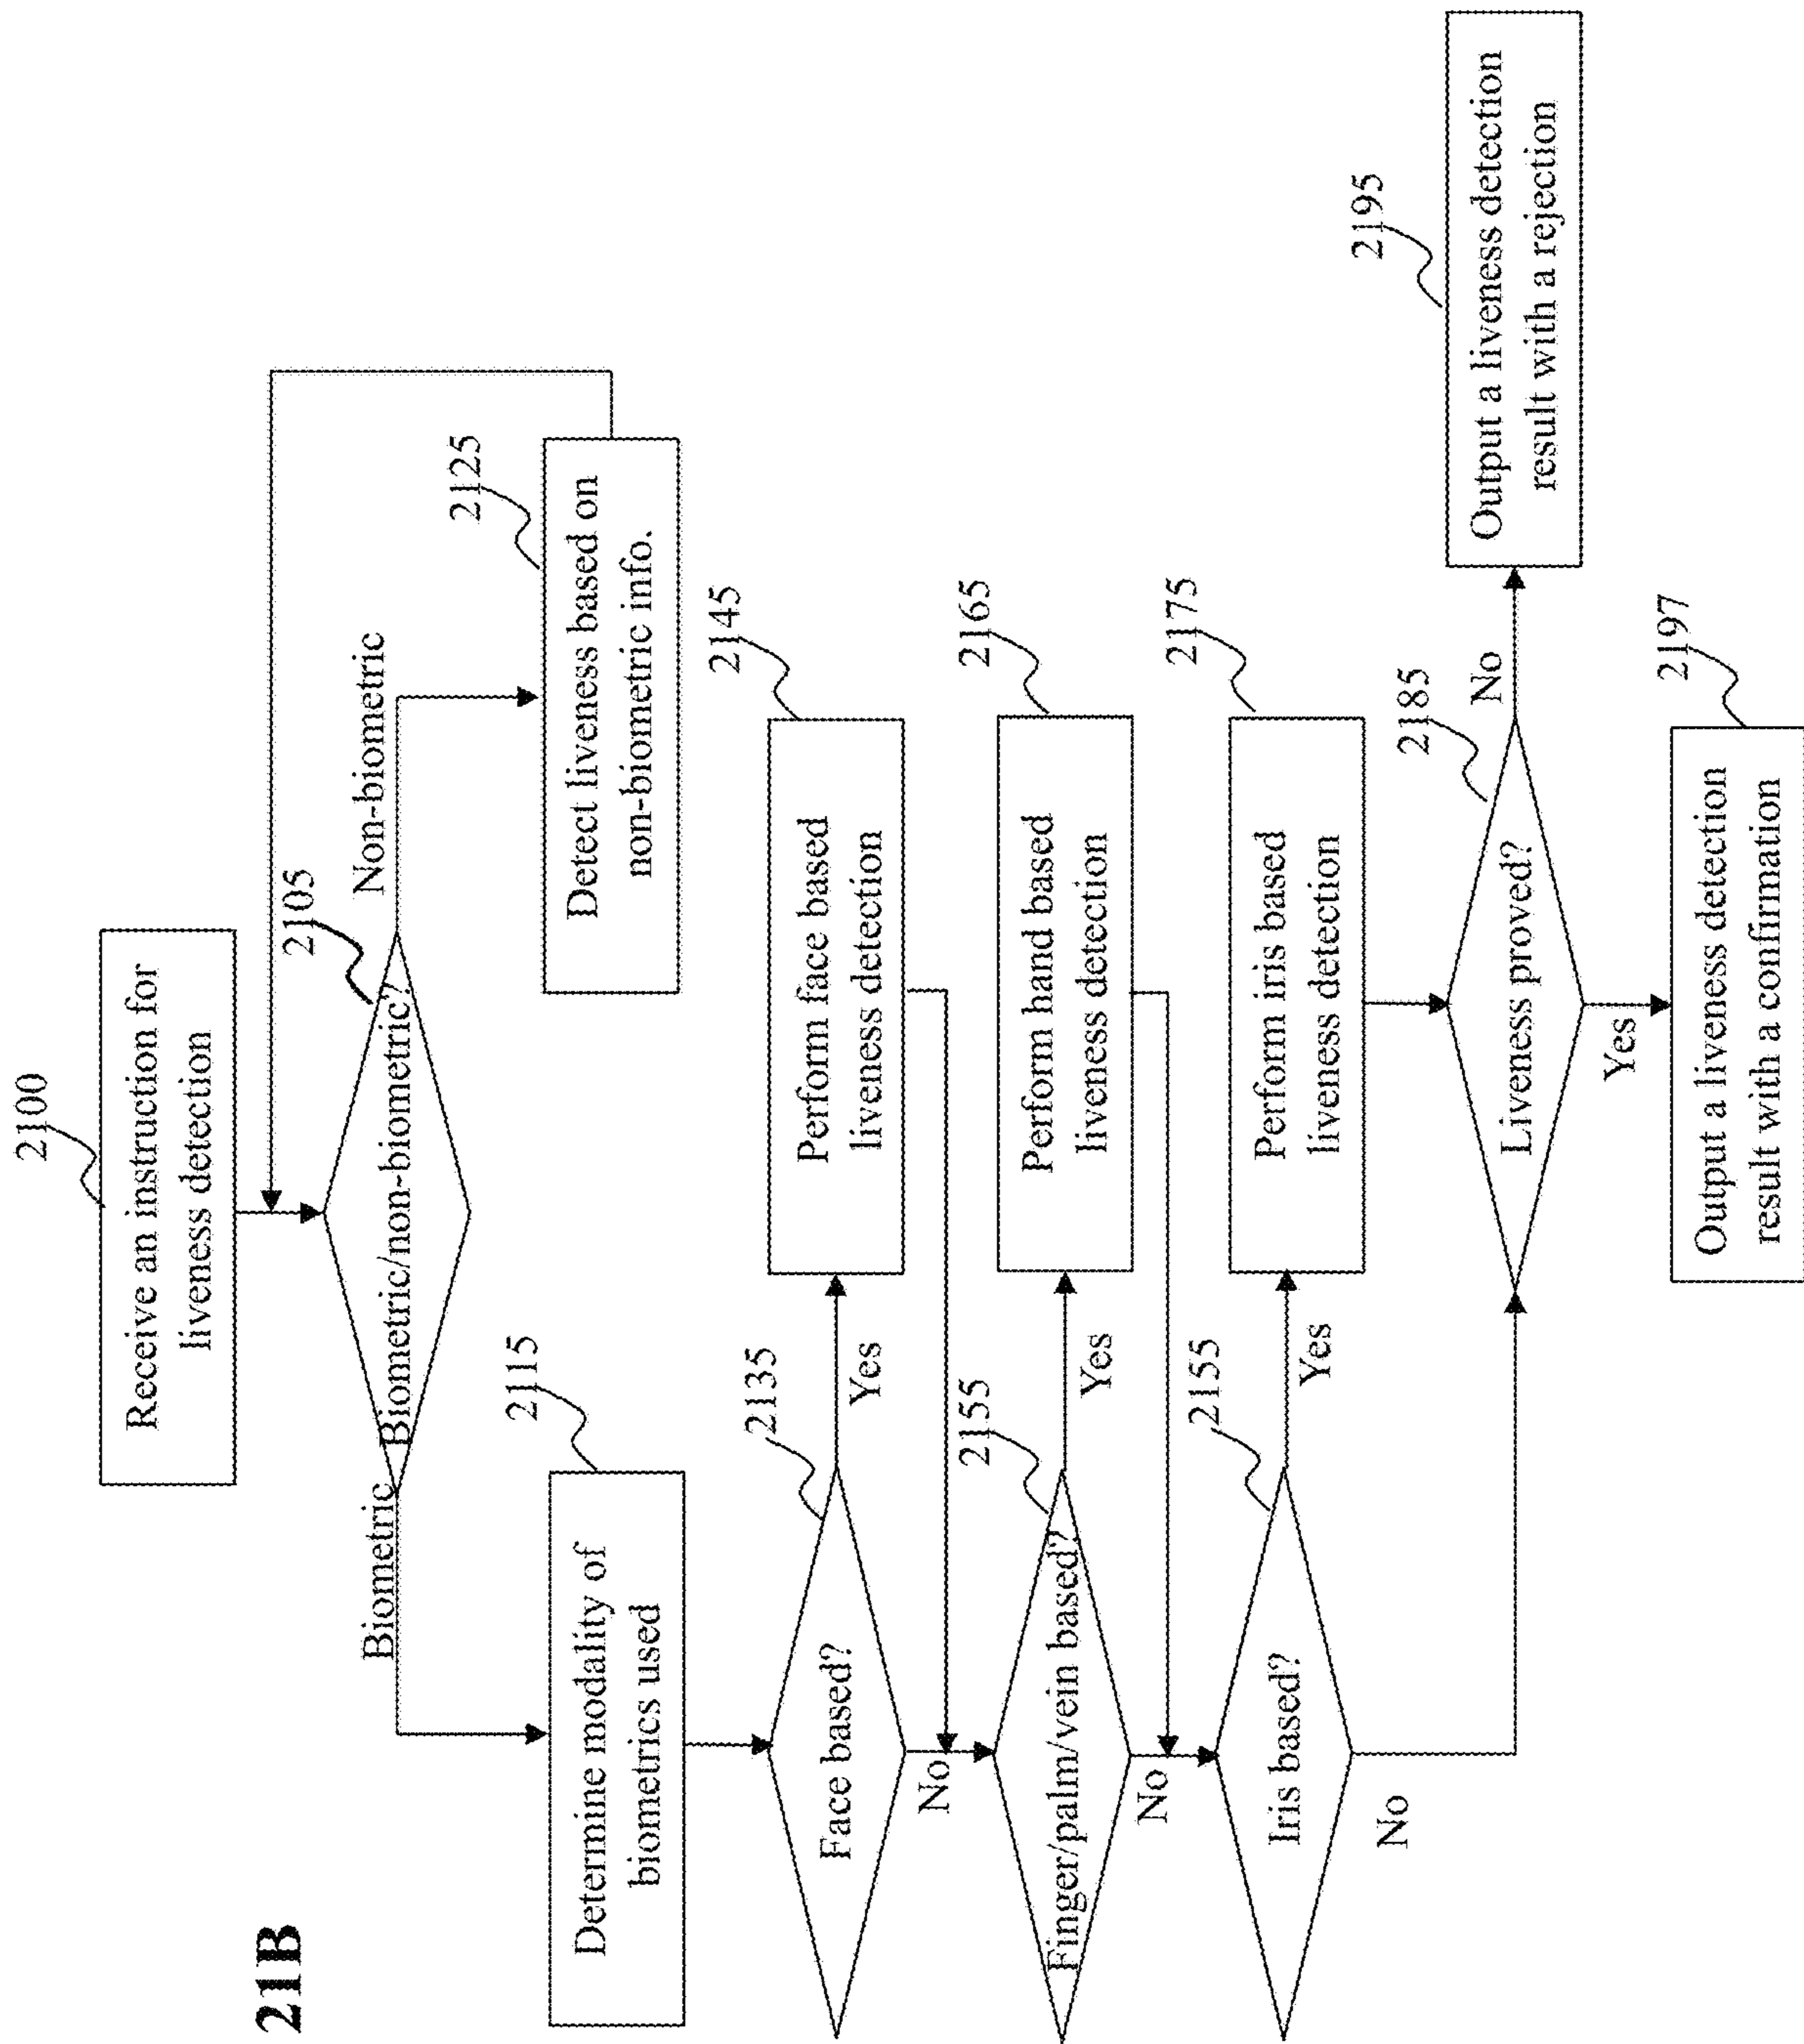 21B
2100
Receive an instruction for
liveness detection
2105
Biometric/non-biometric?
Biometric
Non-biometric
2115
Determine modality of
biometrics used
2125
Detect liveness based on
non-biometric info.
2135
Face based?
Yes
No
2145
Perform face based
liveness detection
2155
Finger/palm/vein based?
Yes
No
2165
Perform hand based
liveness detection
2155
Iris based?
Yes
No
2175
Perform iris based
liveness detection
2185
Liveness proved?
No
Yes
2195
Output a liveness detection
result with a rejection
2197
Output a liveness detection
result with a confirmation